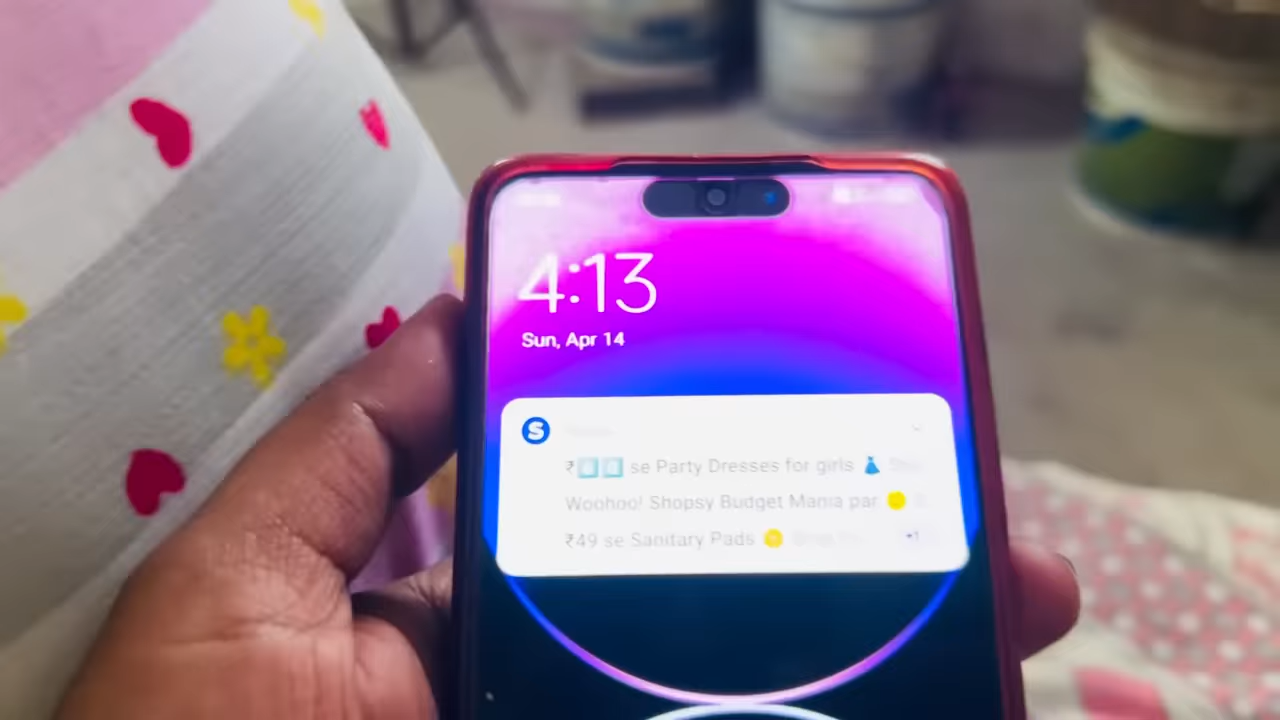 4:13
Sun, Apr 14
S
₹ se Party Dresses for girls 👗
Woohoo! Shopsy Budget Mania par
₹49 se Sanitary Pads
+1